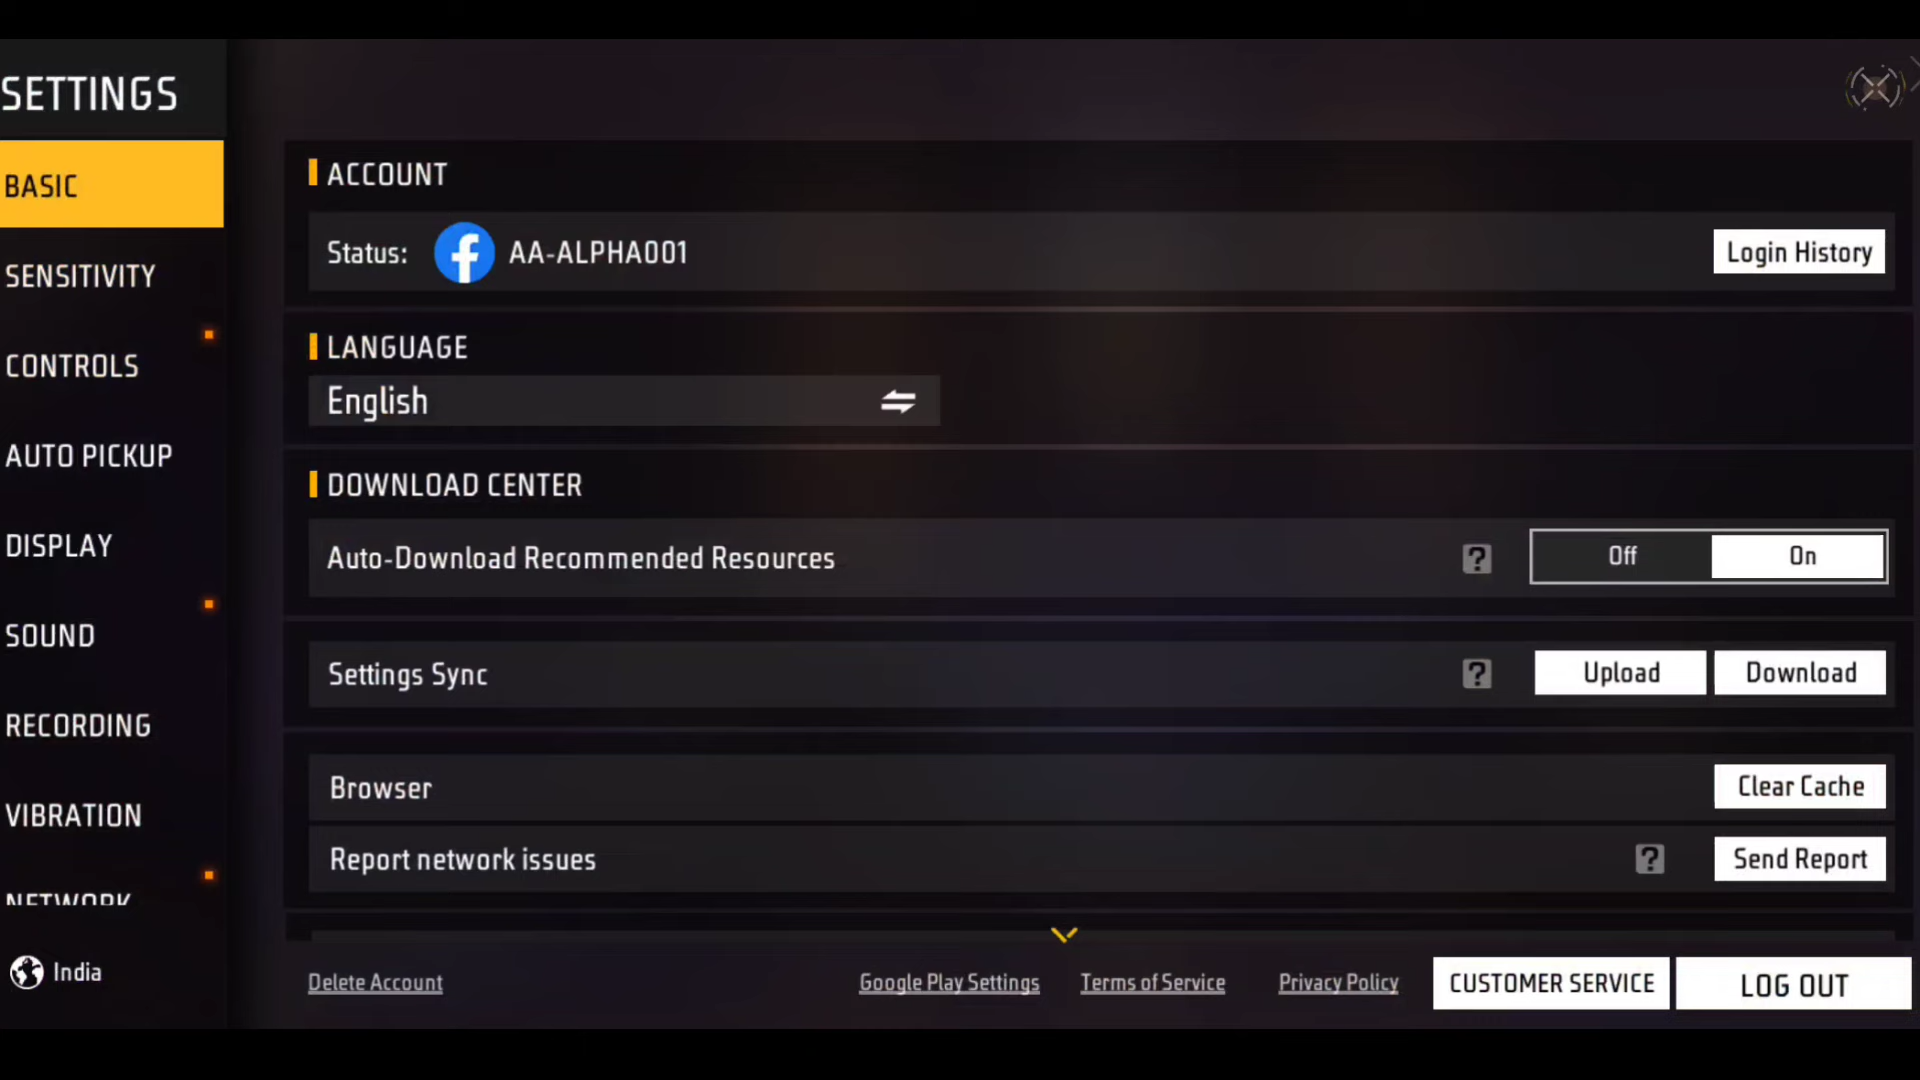 SETTINGS
BASIC
SENSITIVITY
CONTROLS
AUTO PICKUP
DISPLAY
SOUND
RECORDING
VIBRATION
NETWORK
India
ACCOUNT
Status: AA-ALPHA001 Login History
LANGUAGE
English
DOWNLOAD CENTER
Auto-Download Recommended Resources ? Off On
Settings Sync ? Upload Download
Browser Clear Cache
Report network issues ? Send Report
Delete Account Google Play Settings Terms of Service Privacy Policy CUSTOMER SERVICE LOG OUT